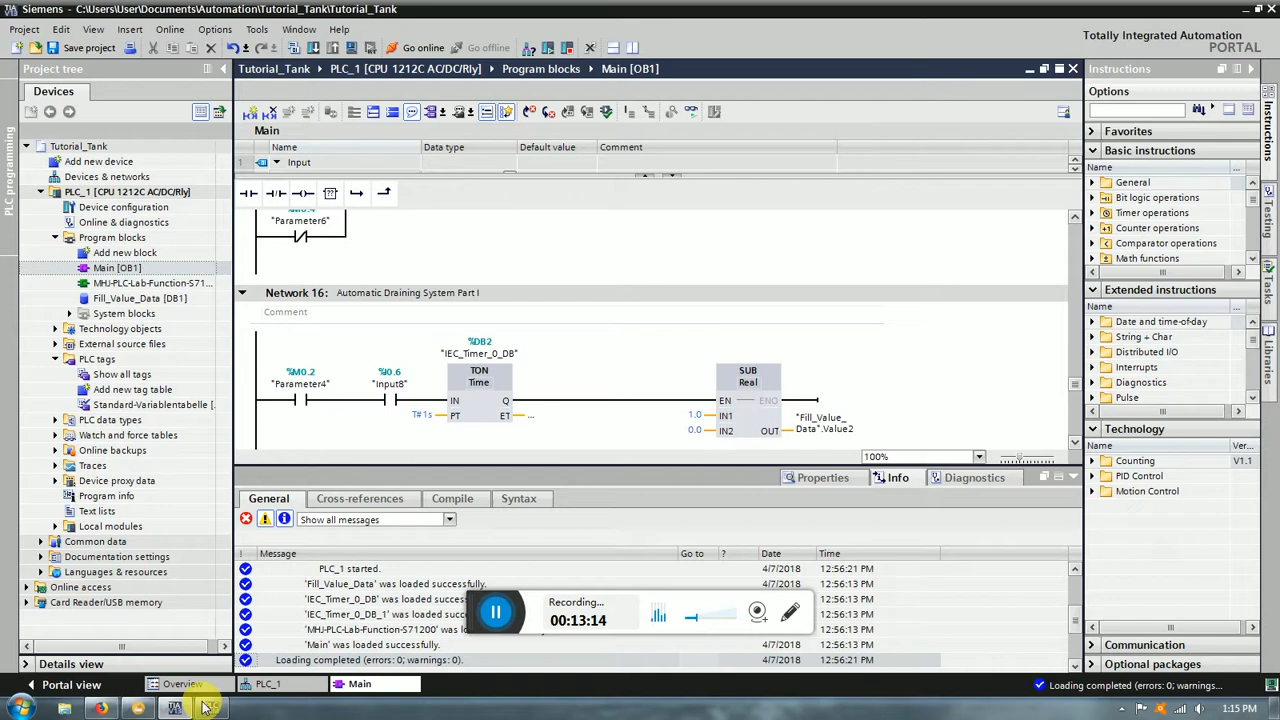 Siemens - C:\Users\User\Documents\Automation\Tutorial_Tank\Tutorial_Tank
Project Edit View Insert Online Options Tools Window Help
Totally Integrated Automation
PORTAL
Save project
Go online
Go offline
Project tree
Tutorial_Tank
PLC_1 [CPU 1212C AC/DC/Rly]
Program blocks
Main [OB1]
Instructions
Devices
Options
PLC programming
Tutorial_Tank
Add new device
Devices & networks
PLC_1 [CPU 1212C AC/DC/Rly]
Device configuration
Online & diagnostics
Program blocks
Add new block
Main [OB1]
MHJ-PLC-Lab-Function-S71...
Fill_Value_Data [DB1]
System blocks
Technology objects
External source files
PLC tags
Show all tags
Add new tag table
Standard-Variablentabelle [.
PLC data types
Watch and force tables
Online backups
Traces
Device proxy data
Program info
Text lists
Local modules
Common data
Documentation settings
Languages & resources
Online access
Card Reader/USB memory
Details view
Main
Name Data type Default value Comment
1 Input
"Parameter6"
Network 16: Automatic Draining System Part I
Comment
%M0.2
"Parameter4"
%I0.6
"Input8"
%DB2
"IEC_Timer_0_DB"
TON
Time
IN Q
T#1s PT ET ...
SUB
Real
EN ENO
1.0 IN1
0.0 IN2 OUT
"Fill_Value_
Data".Value2
100%
Properties Info Diagnostics
General Cross-references Compile Syntax
Show all messages
! Message Go to ? Date Time
PLC_1 started. 4/7/2018 12:56:21 PM
'Fill_Value_Data' was loaded successfully. 4/7/2018 12:56:13 PM
'IEC_Timer_0_DB' was loaded succes 4/7/2018 12:56:13 PM
'IEC_Timer_0_DB_1' was loaded succ 4/7/2018 12:56:13 PM
'MHJ-PLC-Lab-Function-S71200' was lo 4/7/2018 12:56:13 PM
'Main' was loaded successfully. 4/7/2018 12:56:13 PM
Loading completed (errors: 0; warnings: 0). 4/7/2018 12:56:21 PM
Recording...
00:13:14
Favorites
Basic instructions
Name
General
Bit logic operations
Timer operations
Counter operations
Comparator operations
Math functions
Extended instructions
Name
Date and time-of-day
String + Char
Distributed I/O
Interrupts
Diagnostics
Pulse
Technology
Name Ver...
Counting V1.1
PID Control
Motion Control
Communication
Optional packages
Instructions
Testing
Tasks
Libraries
Portal view
Overview
PLC_1
Main
Loading completed (errors: 0; warnings...
1:15 PM